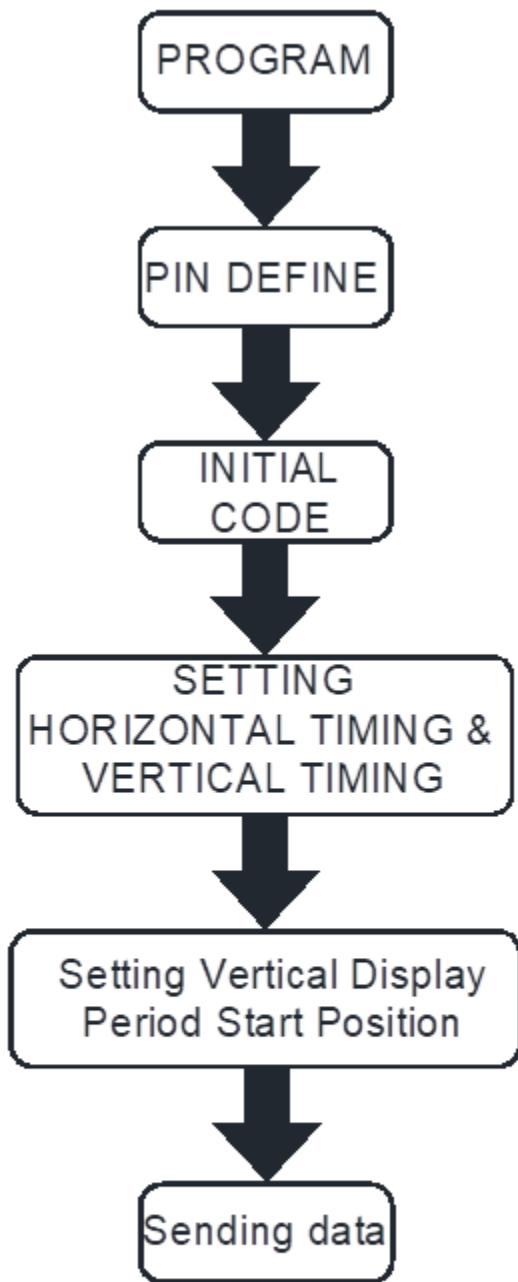 PROGRAM
PIN DEFINE
INITIAL
CODE
SETTING
HORIZONTAL TIMING &
VERTICAL TIMING
Setting Vertical Display
Period Start Position
Sending data